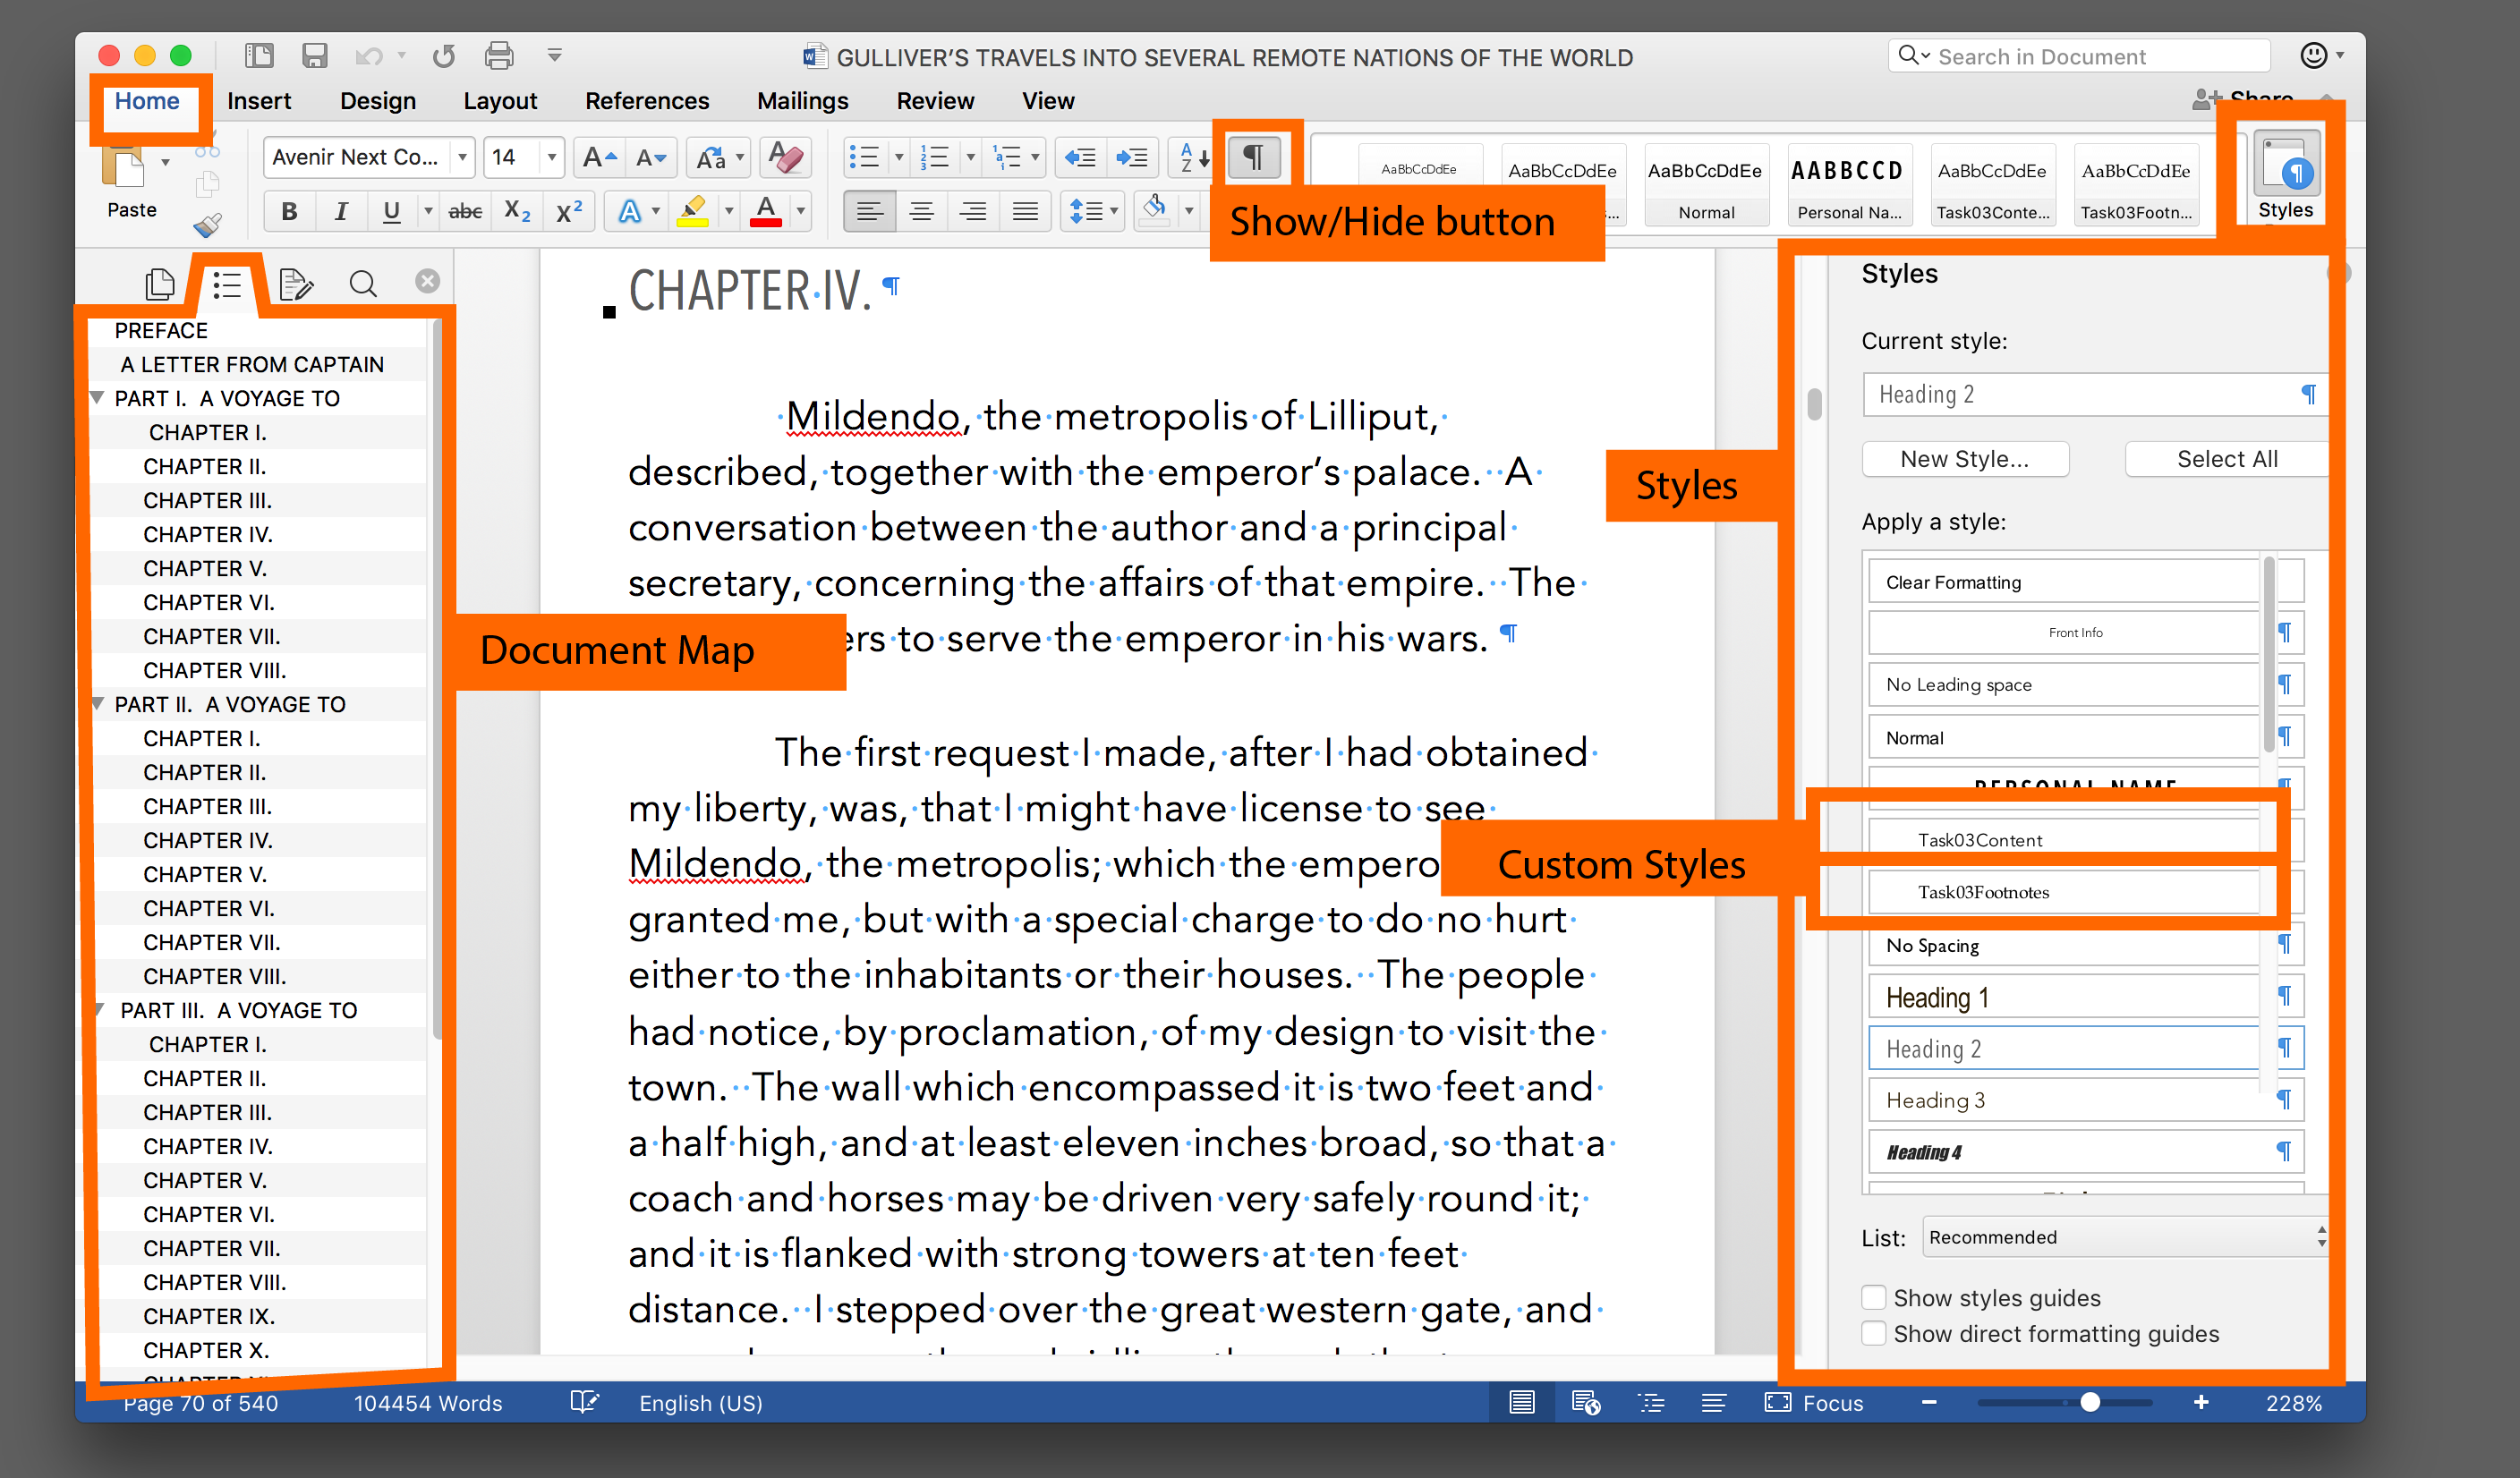 GULLIVER'S TRAVELS INTO SEVERAL REMOTE NATIONS OF THE WORLD
Search in Document
Home Insert Design Layout References Mailings Review View
Share
Paste
Avenir Next Co... 14
B I U abc X₂ X²
Show/Hide button
AaBbCcDdEe
AaBbCcDdEe
AaBbCcDdEe Normal
AABBCCD Personal Na...
AaBbCcDdEe Task03Conte...
AaBbCcDdEe Task03Footn...
Styles
PREFACE
A LETTER FROM CAPTAIN
PART I. A VOYAGE TO
CHAPTER I.
CHAPTER II.
CHAPTER III.
CHAPTER IV.
CHAPTER V.
CHAPTER VI.
CHAPTER VII.
CHAPTER VIII.
PART II. A VOYAGE TO
CHAPTER I.
CHAPTER II.
CHAPTER III.
CHAPTER IV.
CHAPTER V.
CHAPTER VI.
CHAPTER VII.
CHAPTER VIII.
PART III. A VOYAGE TO
CHAPTER I.
CHAPTER II.
CHAPTER III.
CHAPTER IV.
CHAPTER V.
CHAPTER VI.
CHAPTER VII.
CHAPTER VIII.
CHAPTER IX.
CHAPTER X.
Document Map
CHAPTER·IV. ¶
Mildendo, the metropolis of Lilliput,
described, together with the emperor's palace. A
conversation between the author and a principal
secretary, concerning the affairs of that empire. The
ers to serve the emperor in his wars. ¶
The first request I made, after I had obtained
my liberty, was, that I might have license to see
Mildendo, the metropolis; which the empero
granted me, but with a special charge to do no hurt
either to the inhabitants or their houses. The people
had notice, by proclamation, of my design to visit the
town. The wall which encompassed it is two feet and
a half high, and at least eleven inches broad, so that a
coach and horses may be driven very safely round it;
and it is flanked with strong towers at ten feet
distance. I stepped over the great western gate, and
Styles
Custom Styles
Styles
Current style:
Heading 2 ¶
New Style... Select All
Apply a style:
Clear Formatting
Front Info ¶
No Leading space ¶
Normal ¶
PERSONAL NAME ¶
Task03Content
Task03Footnotes
No Spacing ¶
Heading 1 ¶
Heading 2 ¶
Heading 3 ¶
Heading 4 ¶
List: Recommended
Show styles guides
Show direct formatting guides
Page 70 of 540 104454 Words English (US) Focus 228%